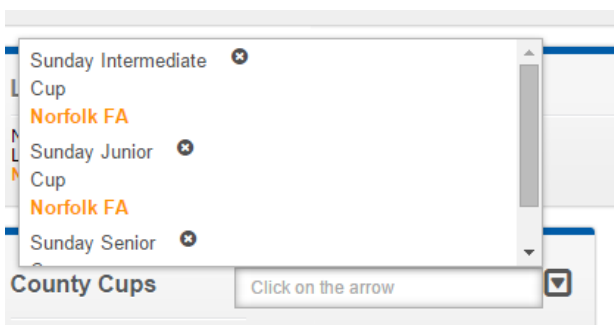 Sunday Intermediate
Cup
Norfolk FA
Sunday Junior
Cup
Norfolk FA
Sunday Senior
County Cups
Click on the arrow